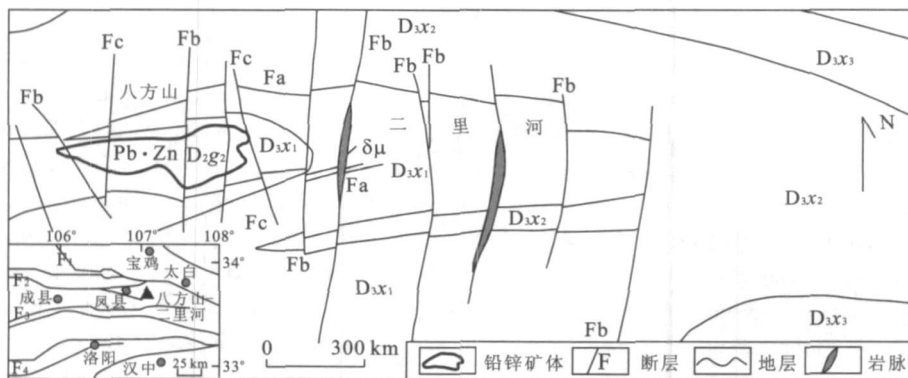 D₃x₂
Fb
Fc
Fb
Fc
Fa
Fb
Fb
Fb
Fb
D₃x₃
八方山
二里河
N
Pb·Zn
D₂g₂
D₃x₁
δμ
Fa
D₃x₁
D₃x₂
Fc
D₃x₂
Fb
D₃x₁
Fb
D₃x₃
106°
107°
108°
F₁
宝鸡
34°
F₂
太白
成县
凤县
八方山-
二里河
F₃
洛阳
汉中
25 km
33°
F₄
0
300 km
铅锌矿体
F
断层
地层
岩脉